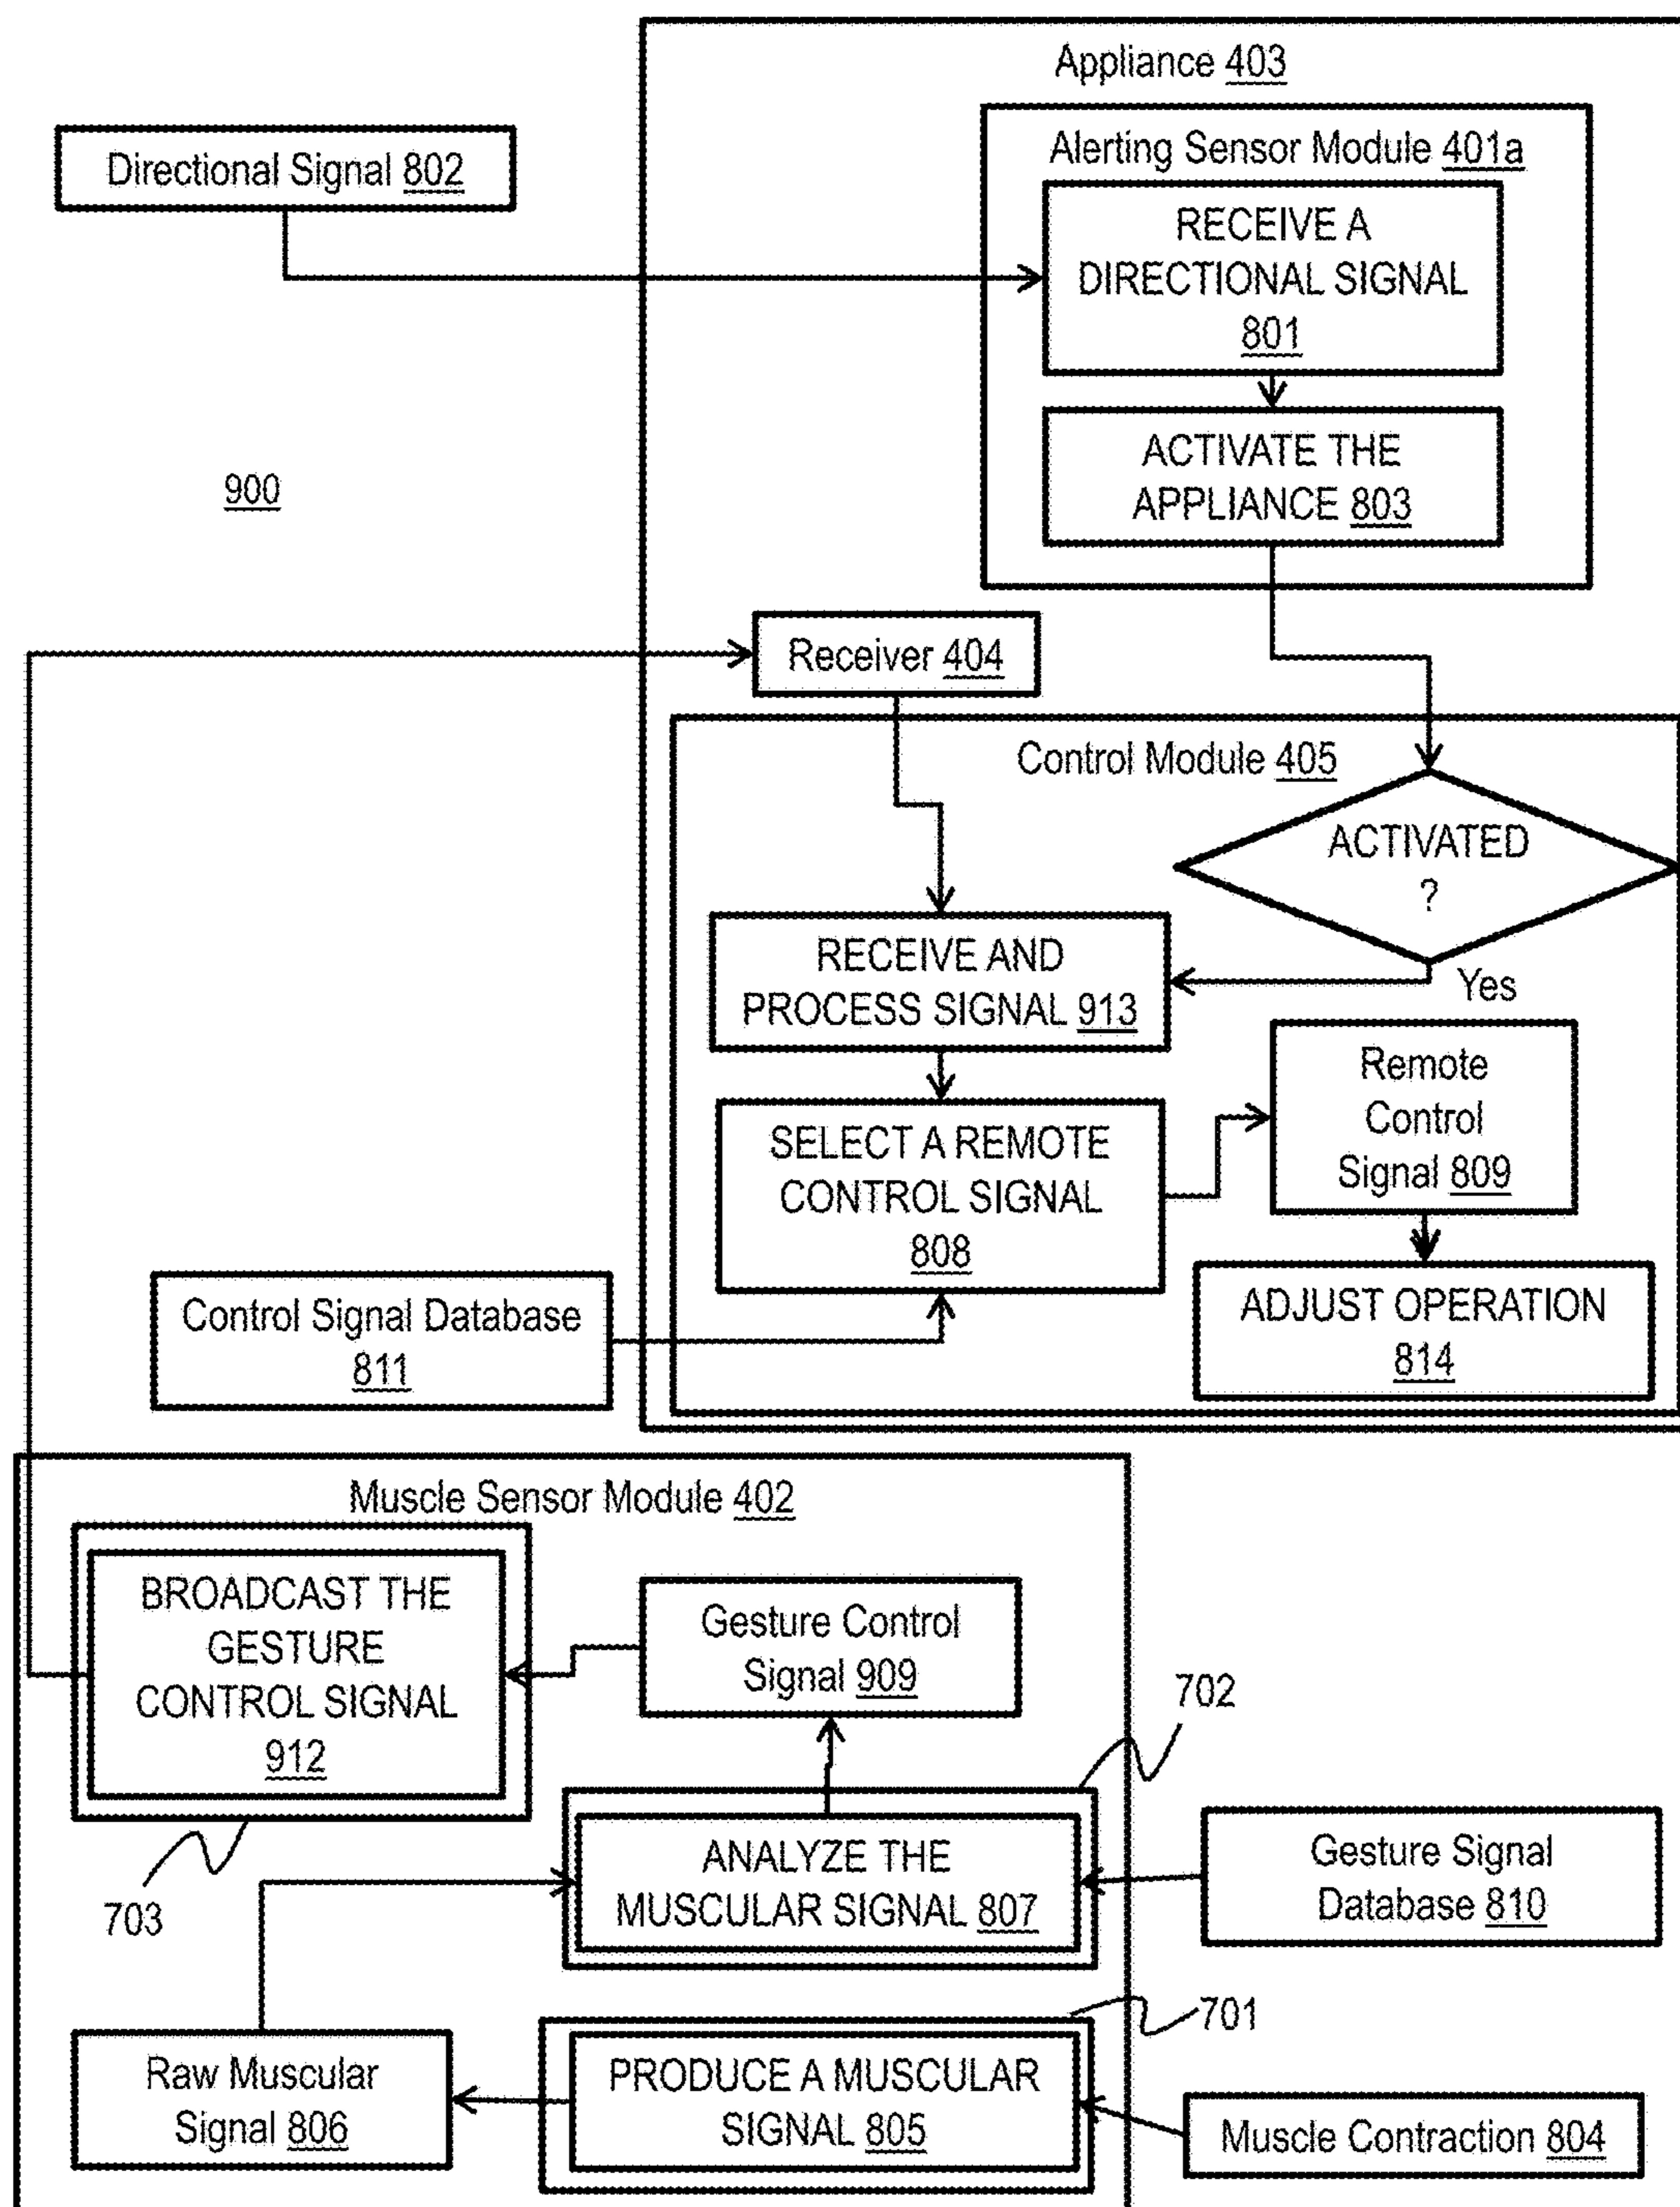 Appliance 403
Directional Signal 802
Alerting Sensor Module 401a
RECEIVE A
DIRECTIONAL SIGNAL
801
ACTIVATE THE
APPLIANCE 803
900
Receiver 404
Control Module 405
ACTIVATED
?
Yes
RECEIVE AND
PROCESS SIGNAL 913
Remote
Control
Signal 809
SELECT A REMOTE
CONTROL SIGNAL
808
Control Signal Database
811
ADJUST OPERATION
814
Muscle Sensor Module 402
BROADCAST THE
GESTURE
CONTROL SIGNAL
912
Gesture Control
Signal 909
702
703
ANALYZE THE
MUSCULAR SIGNAL 807
Gesture Signal
Database 810
701
Raw Muscular
Signal 806
PRODUCE A MUSCULAR
SIGNAL 805
Muscle Contraction 804